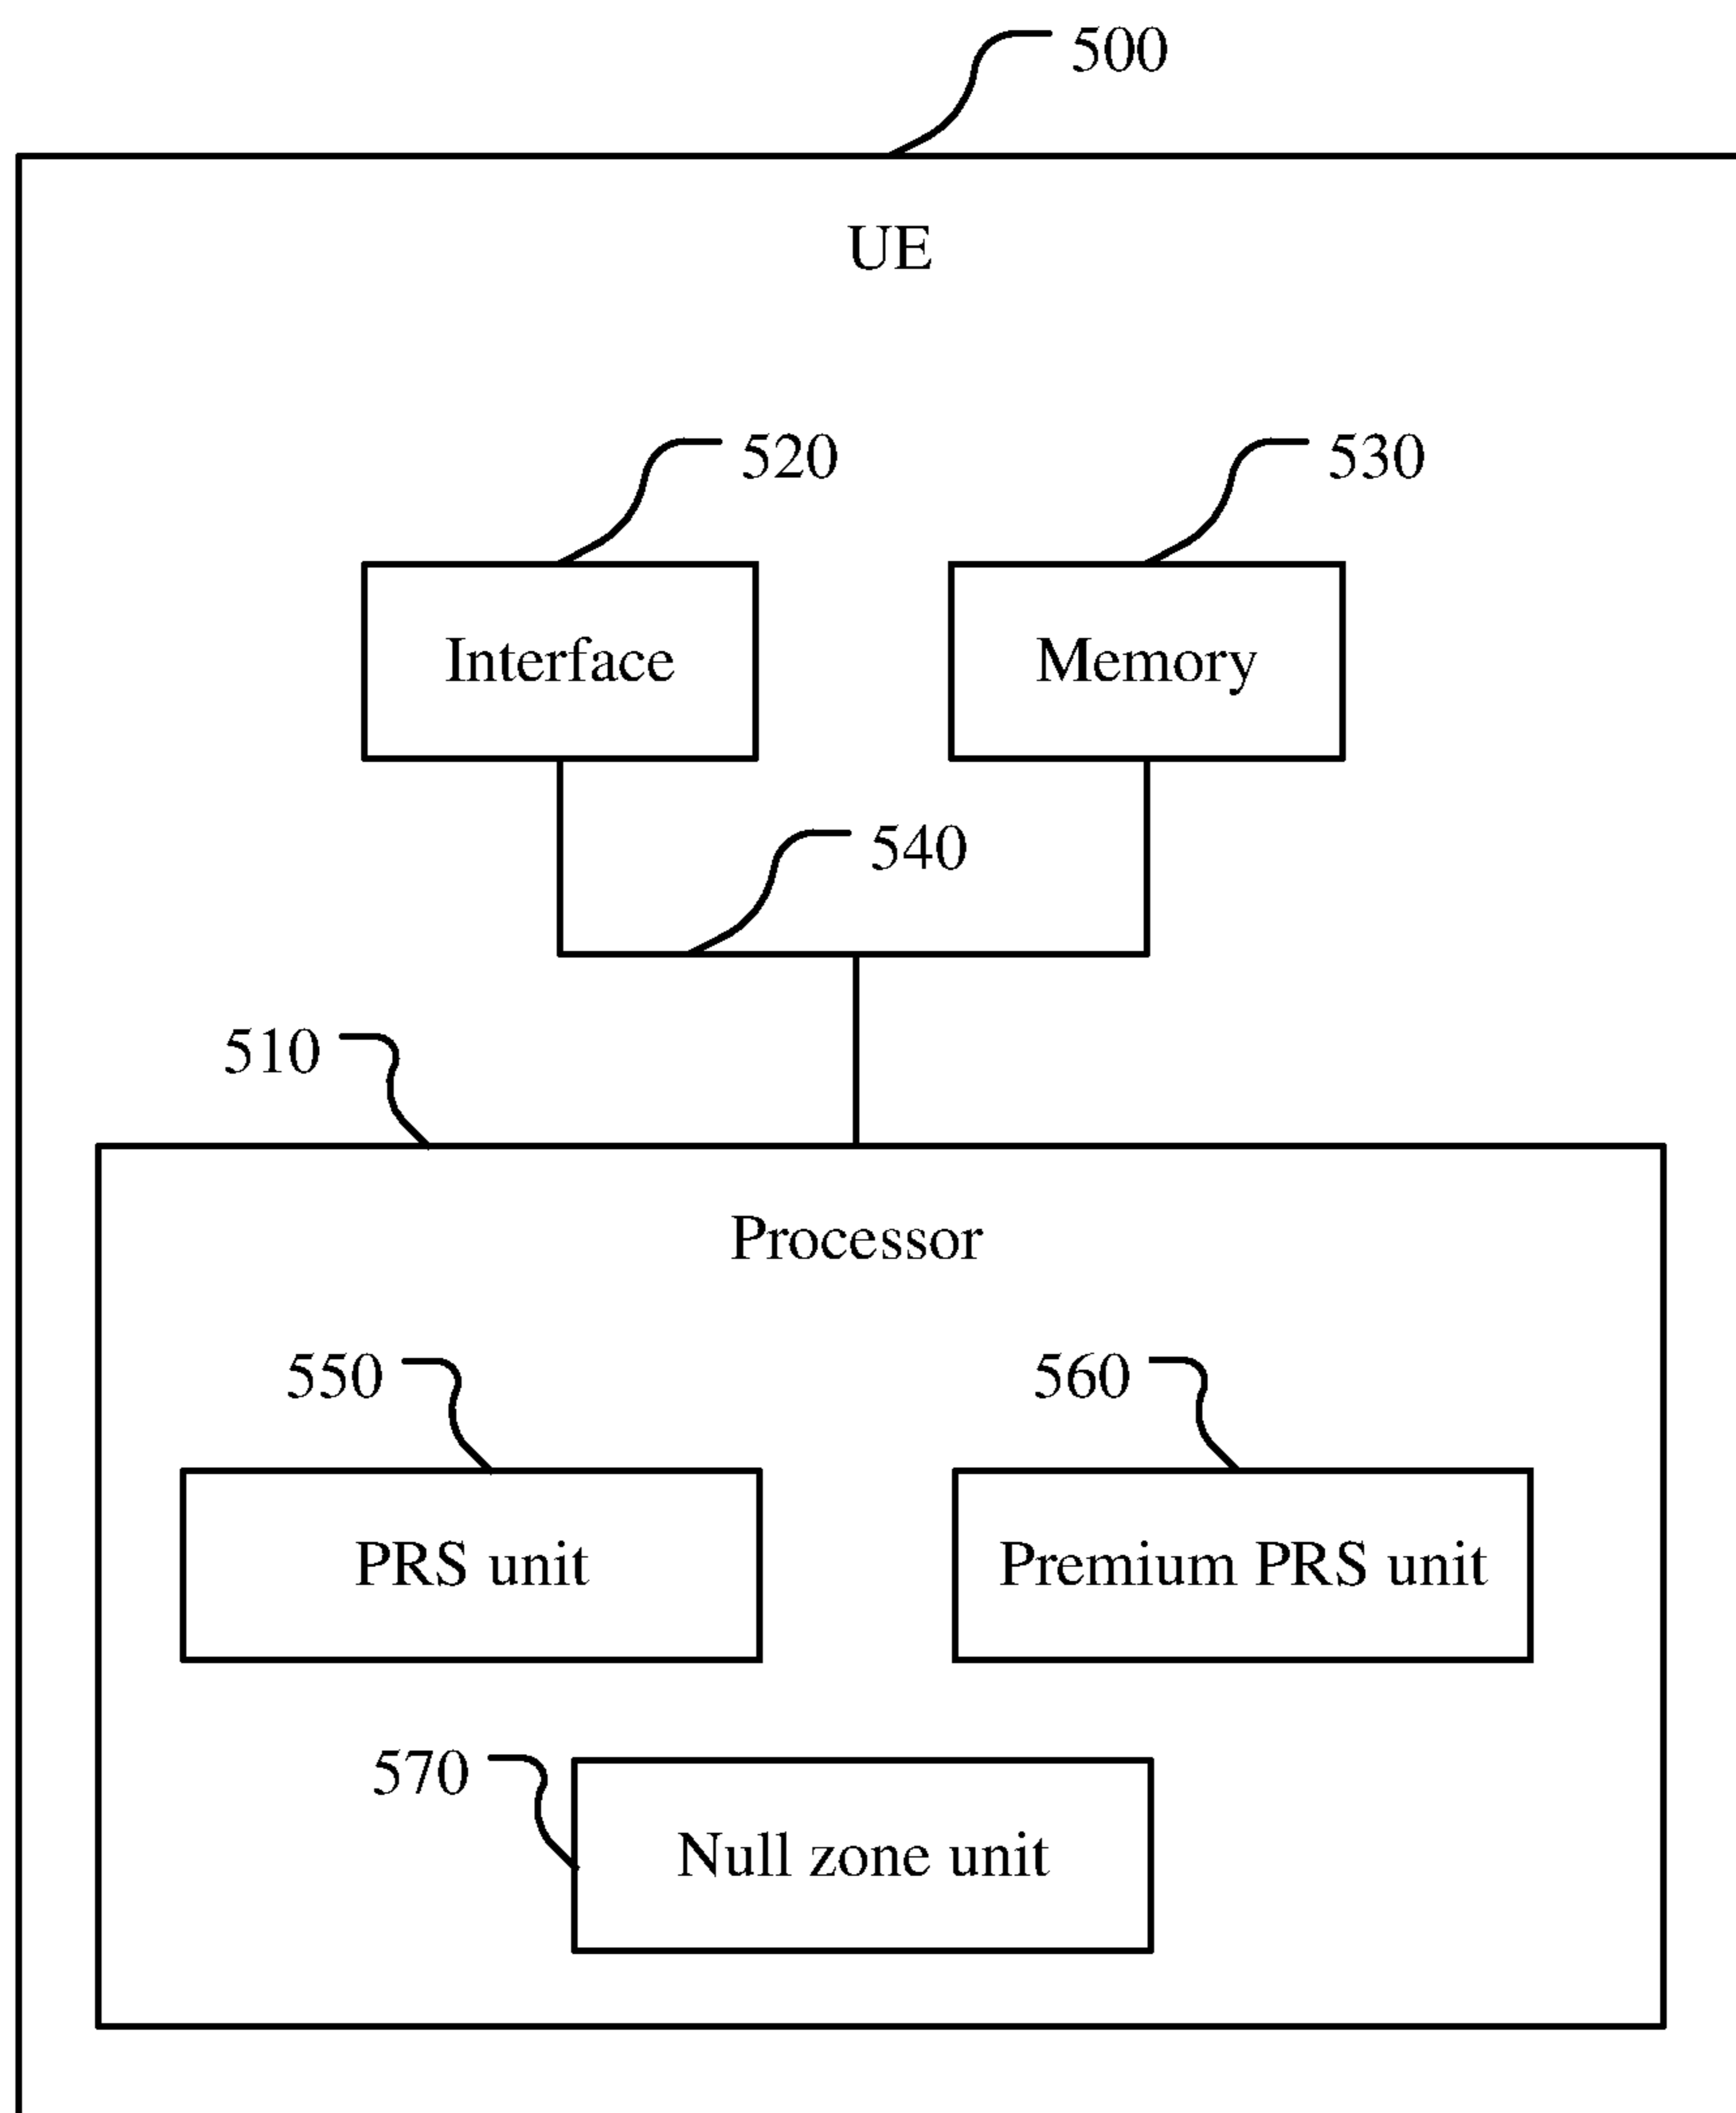 500
UE
520
530
Interface
Memory
540
510
Processor
550
560
PRS unit
Premium PRS unit
570
Null zone unit